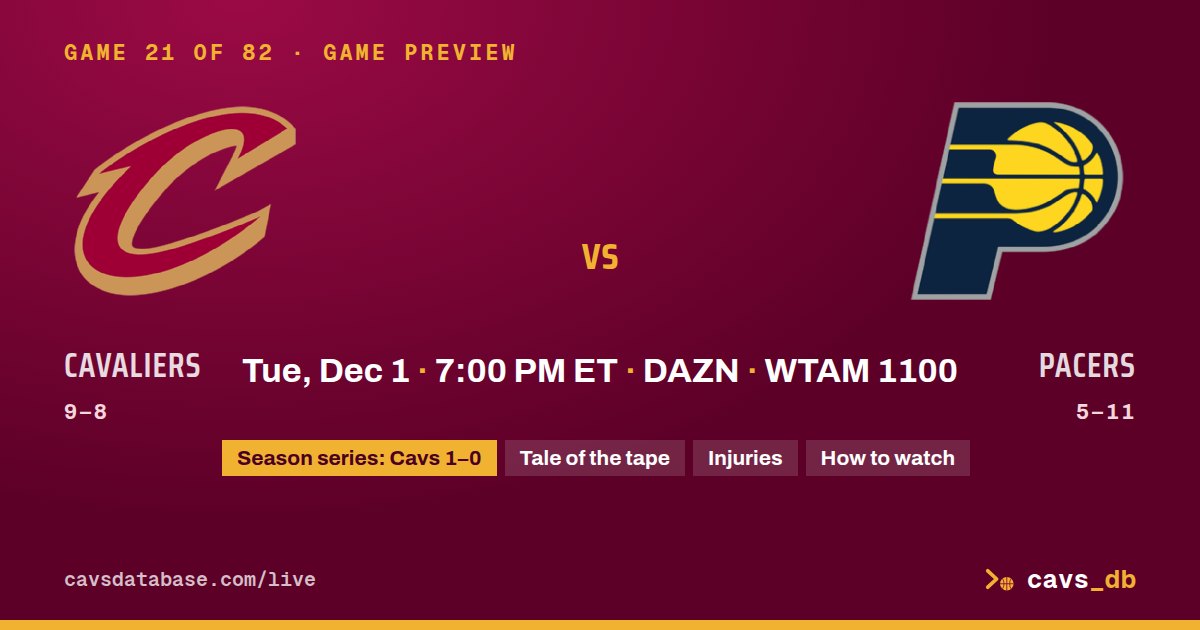 GAME 21 OF 82 · GAME PREVIEW
VS
CAVALIERS
Tue, Dec 1 · 7:00 PM ET · DAZN · WTAM 1100
PACERS
9–8
5–11
Season series: Cavs 1–0
Tale of the tape
Injuries
How to watch
cavsdatabase.com/live
cavs_db